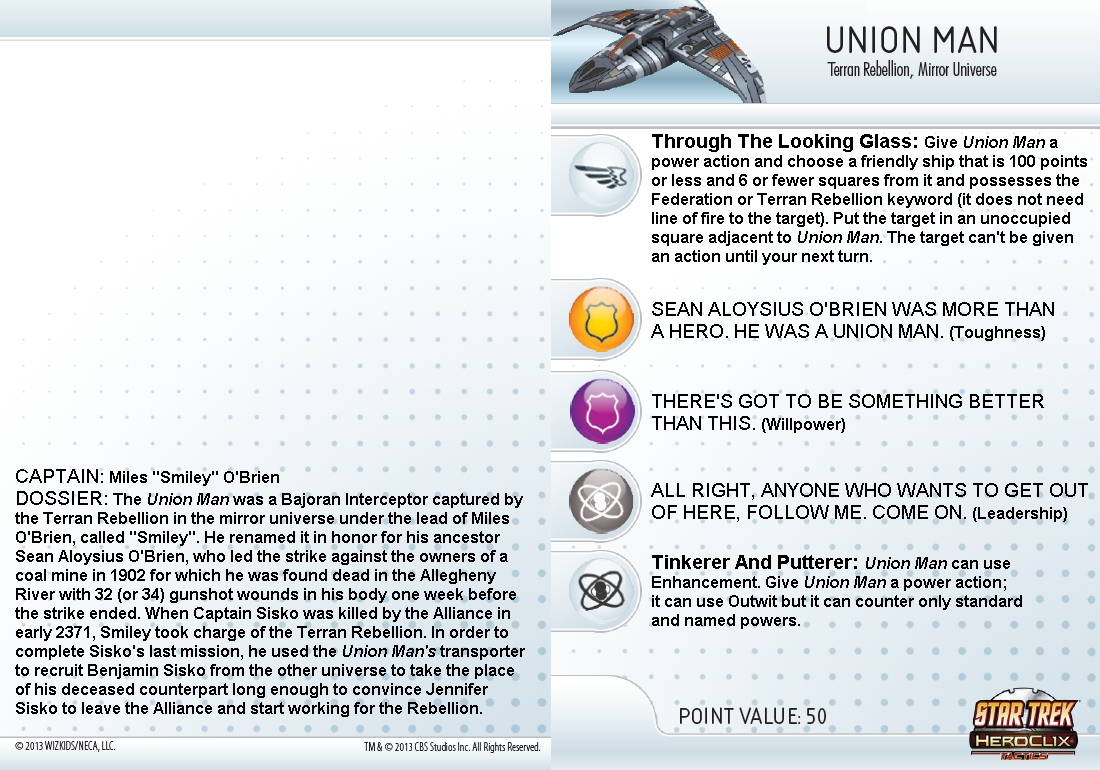 CAPTAIN: Miles "Smiley" O'Brien
DOSSIER: The Union Man was a Bajoran Interceptor captured by
the Terran Rebellion in the mirror universe under the lead of Miles
O'Brien, called "Smiley". He renamed it in honor for his ancestor
Sean Aloysius O'Brien, who led the strike against the owners of a
coal mine in 1902 for which he was found dead in the Allegheny
River with 32 (or 34) gunshot wounds in his body one week before
the strike ended. When Captain Sisko was killed by the Alliance in
early 2371, Smiley took charge of the Terran Rebellion. In order to
complete Sisko's last mission, he used the Union Man's transporter
to recruit Benjamin Sisko from the other universe to take the place
of his deceased counterpart long enough to convince Jennifer
Sisko to leave the Alliance and start working for the Rebellion.
© 2013 WIZKIDS/NECA, LLC.
TM & © 2013 CBS Studios Inc. All Rights Reserved.
UNION MAN
Terran Rebellion, Mirror Universe
Through The Looking Glass: Give Union Man a
power action and choose a friendly ship that is 100 points
or less and 6 or fewer squares from it and possesses the
Federation or Terran Rebellion keyword (it does not need
line of fire to the target). Put the target in an unoccupied
square adjacent to Union Man. The target can't be given
an action until your next turn.
SEAN ALOYSIUS O'BRIEN WAS MORE THAN
A HERO. HE WAS A UNION MAN. (Toughness)
THERE'S GOT TO BE SOMETHING BETTER
THAN THIS. (Willpower)
ALL RIGHT, ANYONE WHO WANTS TO GET OUT
OF HERE, FOLLOW ME. COME ON. (Leadership)
Tinkerer And Putterer: Union Man can use
Enhancement. Give Union Man a power action;
it can use Outwit but it can counter only standard
and named powers.
POINT VALUE: 50
STAR TREK
HEROCLIX
TACTICS